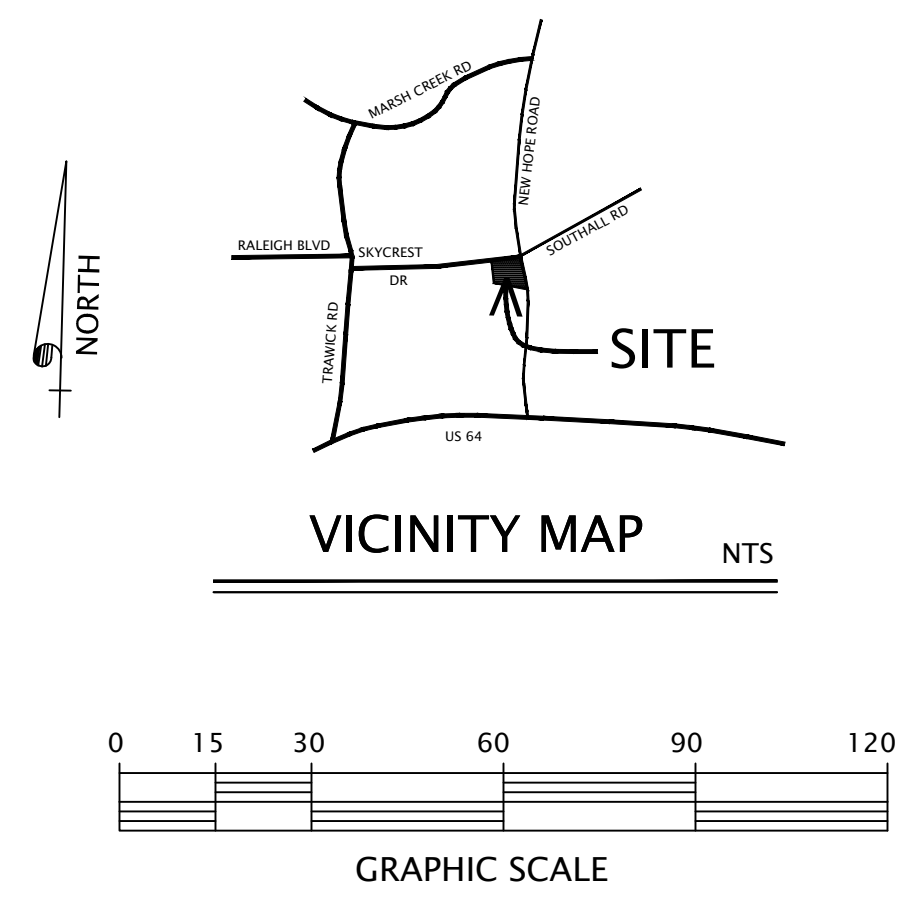 MARSH CREEK RD
NEW HOPE ROAD
SOUTHALL RD
RALEIGH BLVD
SKYCREST
DR
NORTH
TRAWICK RD
SITE
US 64
VICINITY MAP
NTS
0 15 30 60 90 120
GRAPHIC SCALE